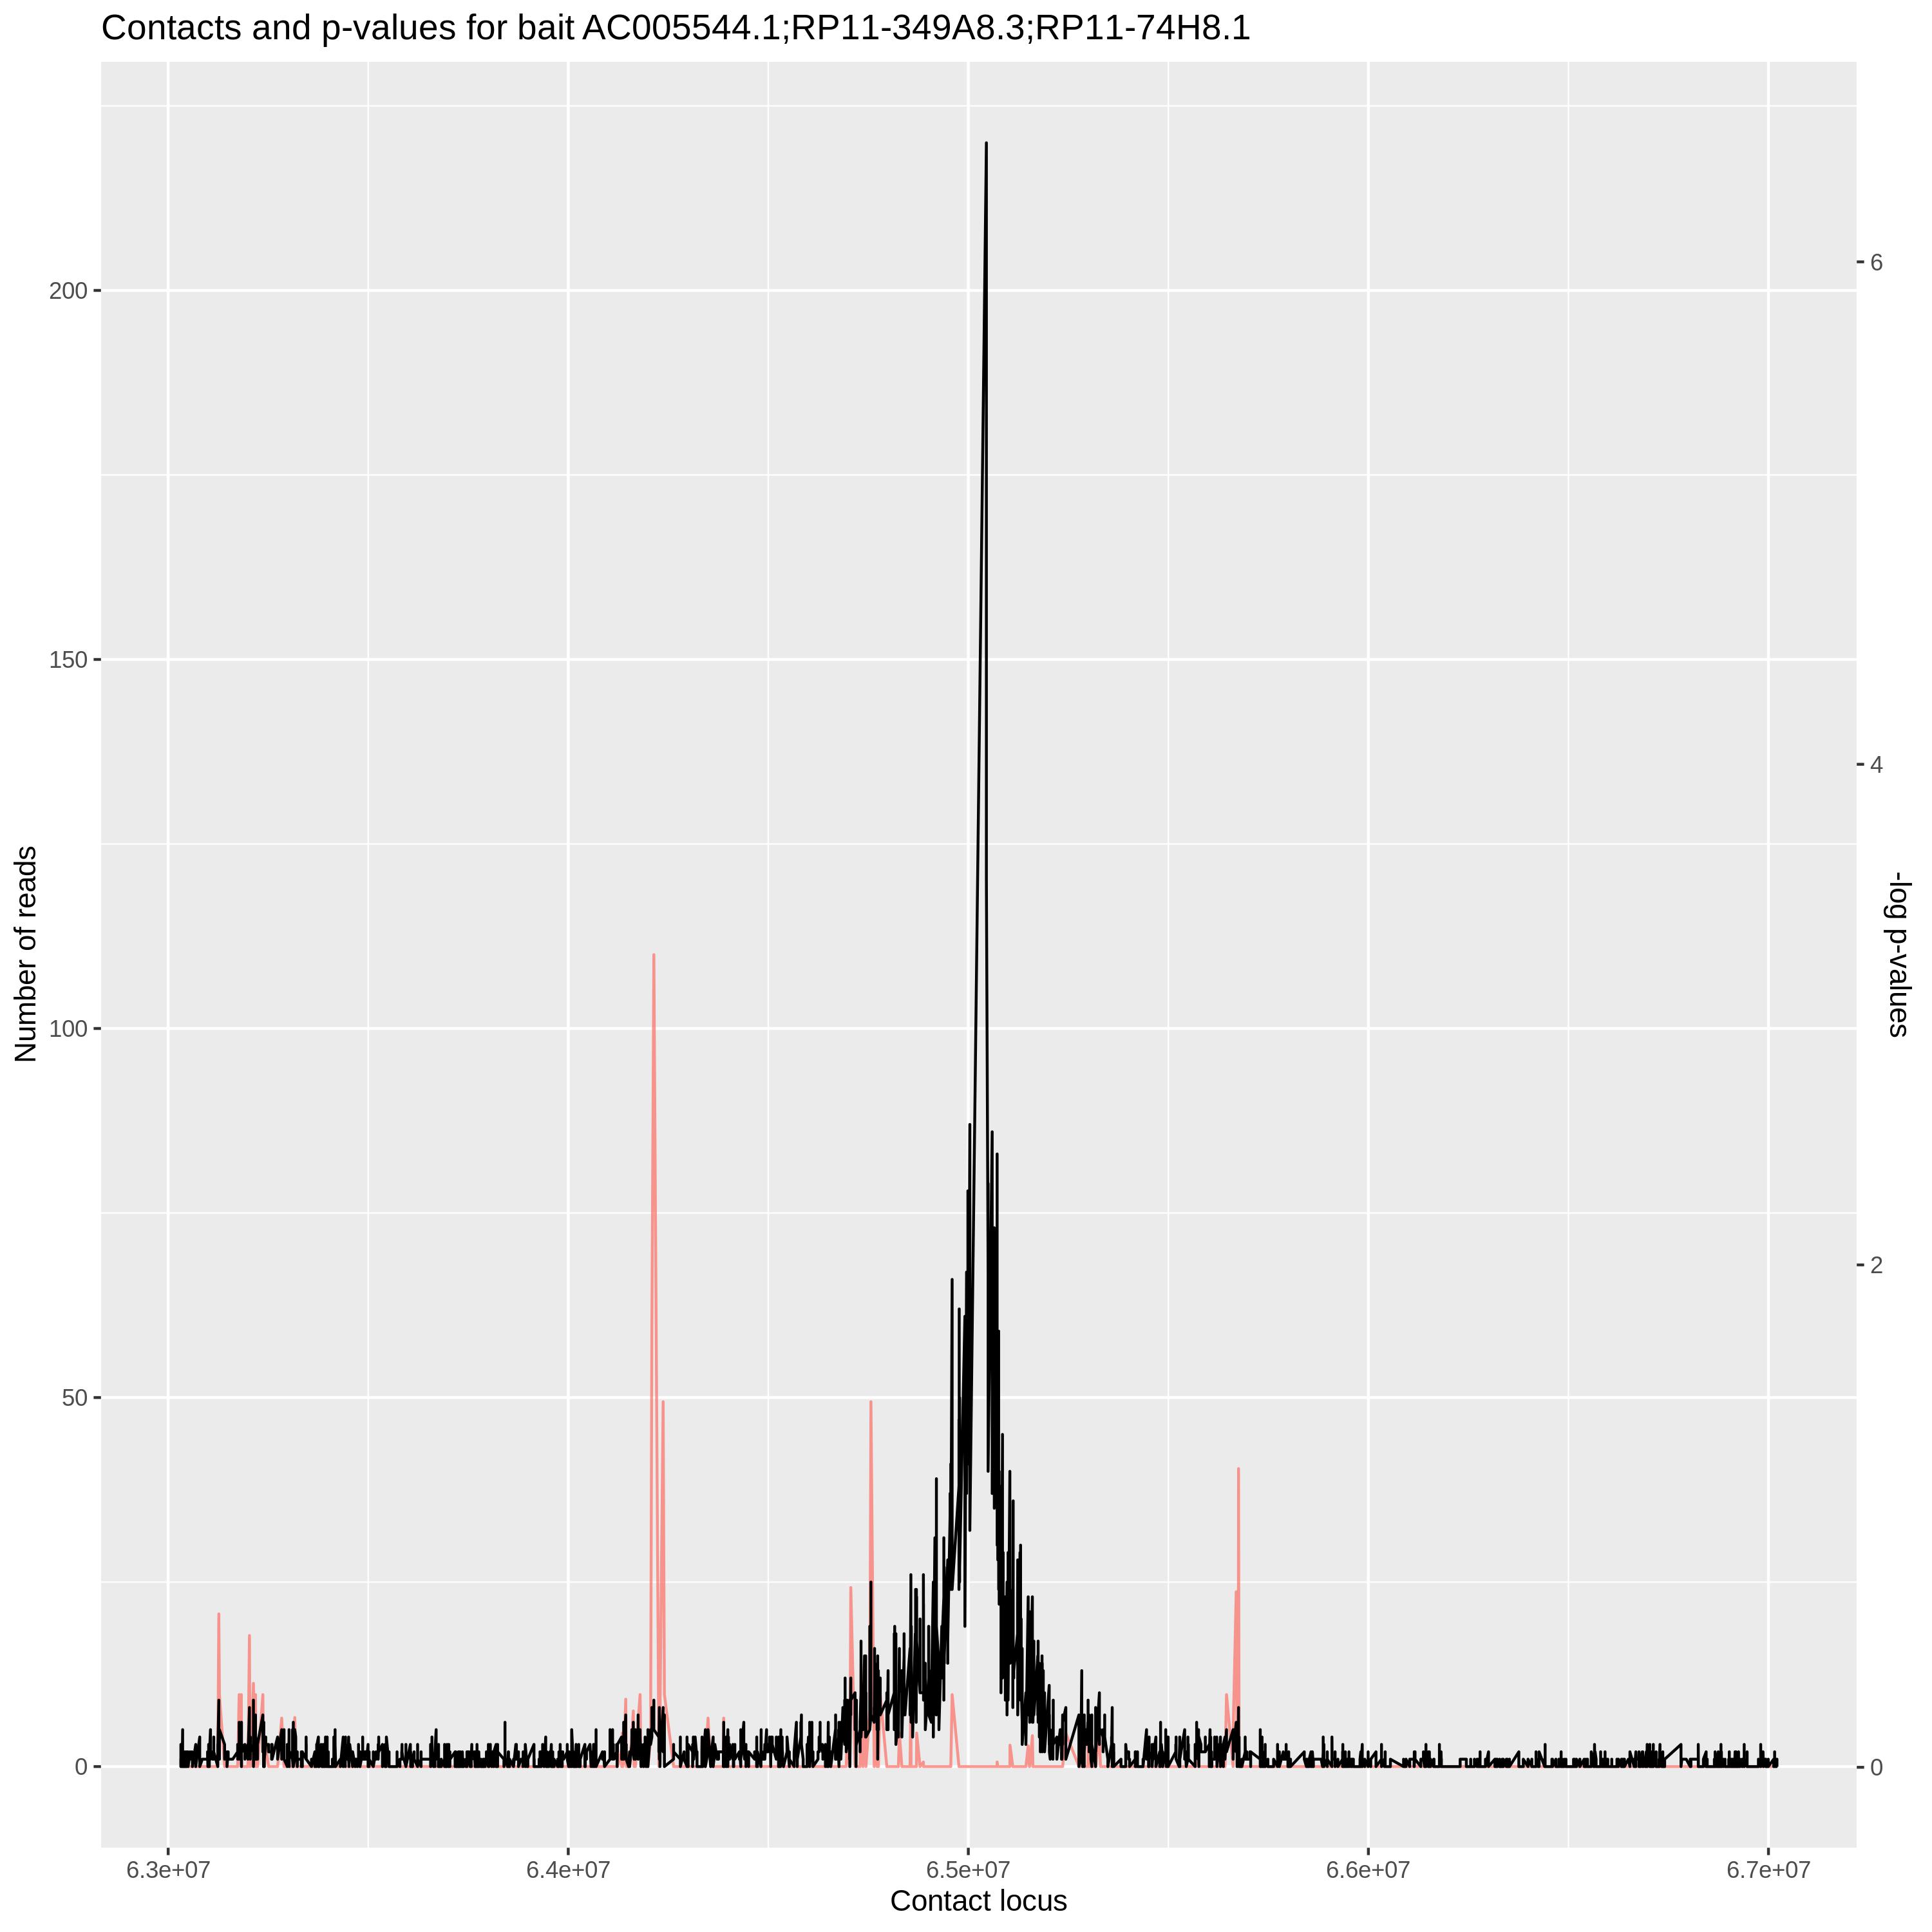 Contacts and p-values for bait AC005544.1;RP11-349A8.3;RP11-74H8.1
Number of reads
200
150
100
50
0
6
4
2
0
-log p-values
6.3e+07 6.4e+07 6.5e+07 6.6e+07 6.7e+07
Contact locus